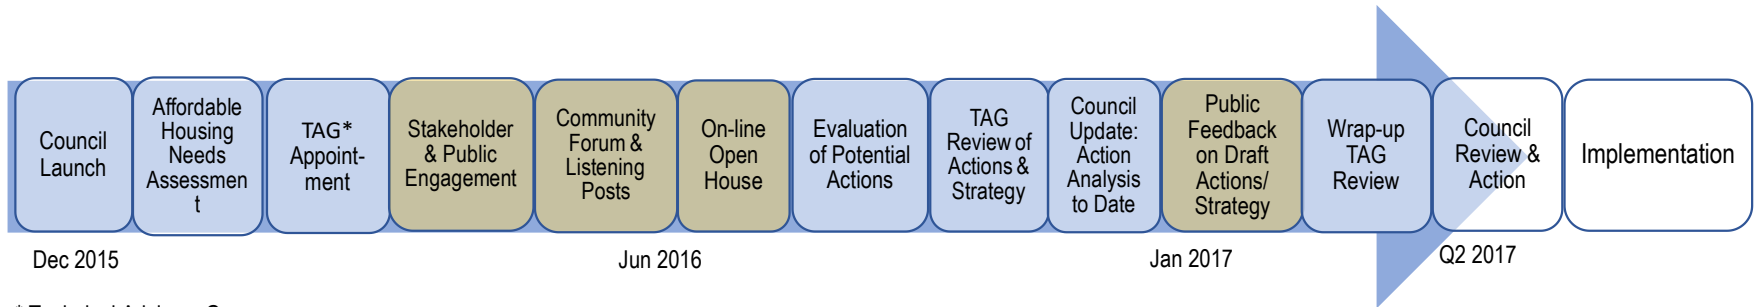 Council
Launch
Affordable
Housing
Needs
Assessmen
t
TAG*
Appoint-
ment
Stakeholder
& Public
Engagement
Community
Forum &
Listening
Posts
On-line
Open
House
Evaluation
of Potential
Actions
TAG
Review of
Actions &
Strategy
Council
Update:
Action
Analysis
to Date
Public
Feedback
on Draft
Actions/
Strategy
Wrap-up
TAG
Review
Council
Review &
Action
Implementation
Dec 2015
Jun 2016
Jan 2017
Q2 2017